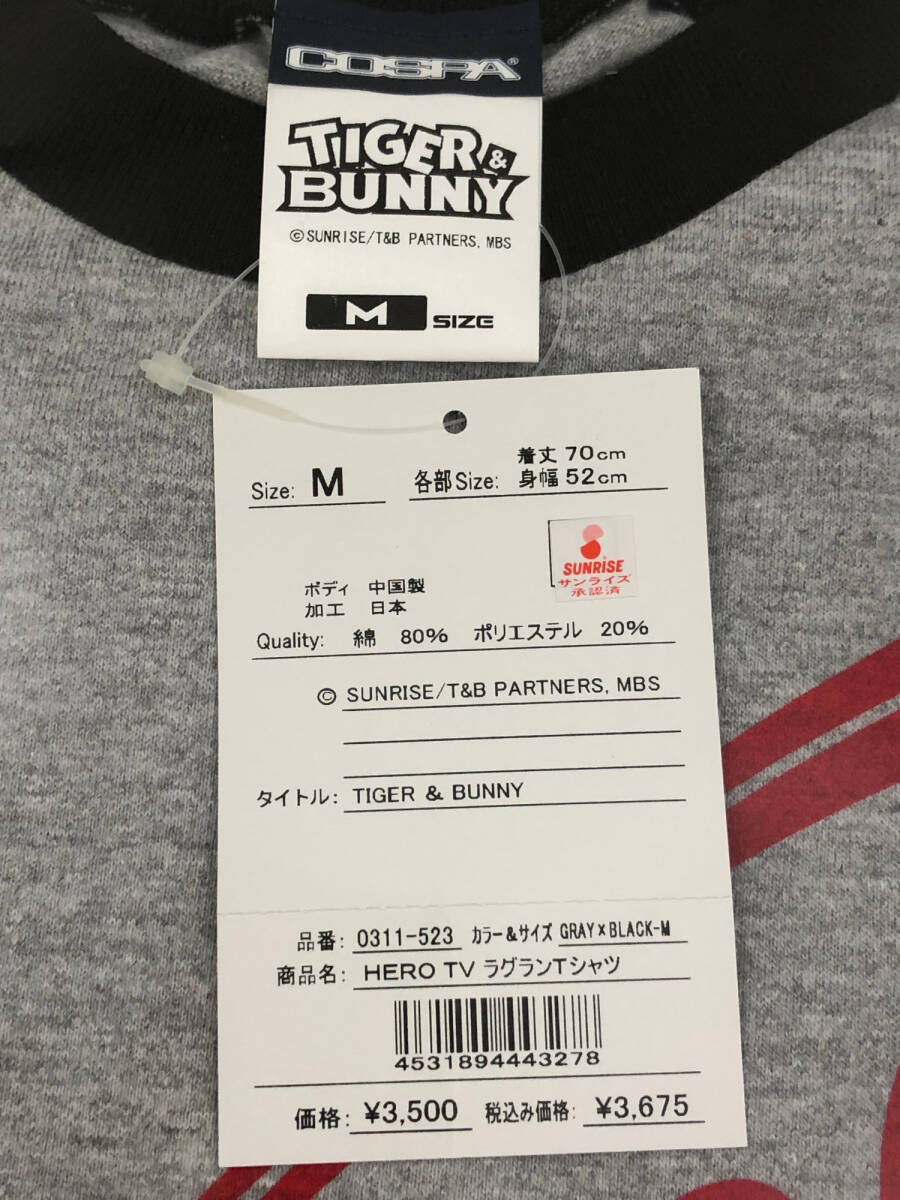 COSPA®
TIGER &
BUNNY
©SUNRISE/T&B PARTNERS, MBS
M SIZE
Size: M
各部Size: 着丈 70cm
身幅 52cm
SUNRISE
サンライズ
承認済
ボディ 中国製
加工 日本
Quality: 綿 80% ポリエステル 20%
© SUNRISE/T&B PARTNERS, MBS
タイトル: TIGER & BUNNY
品番: 0311-523 カラー&サイズ GRAY×BLACK-M
商品名: HERO TV ラグランTシャツ
4531894443278
価格: ¥3,500 税込み価格: ¥3,675